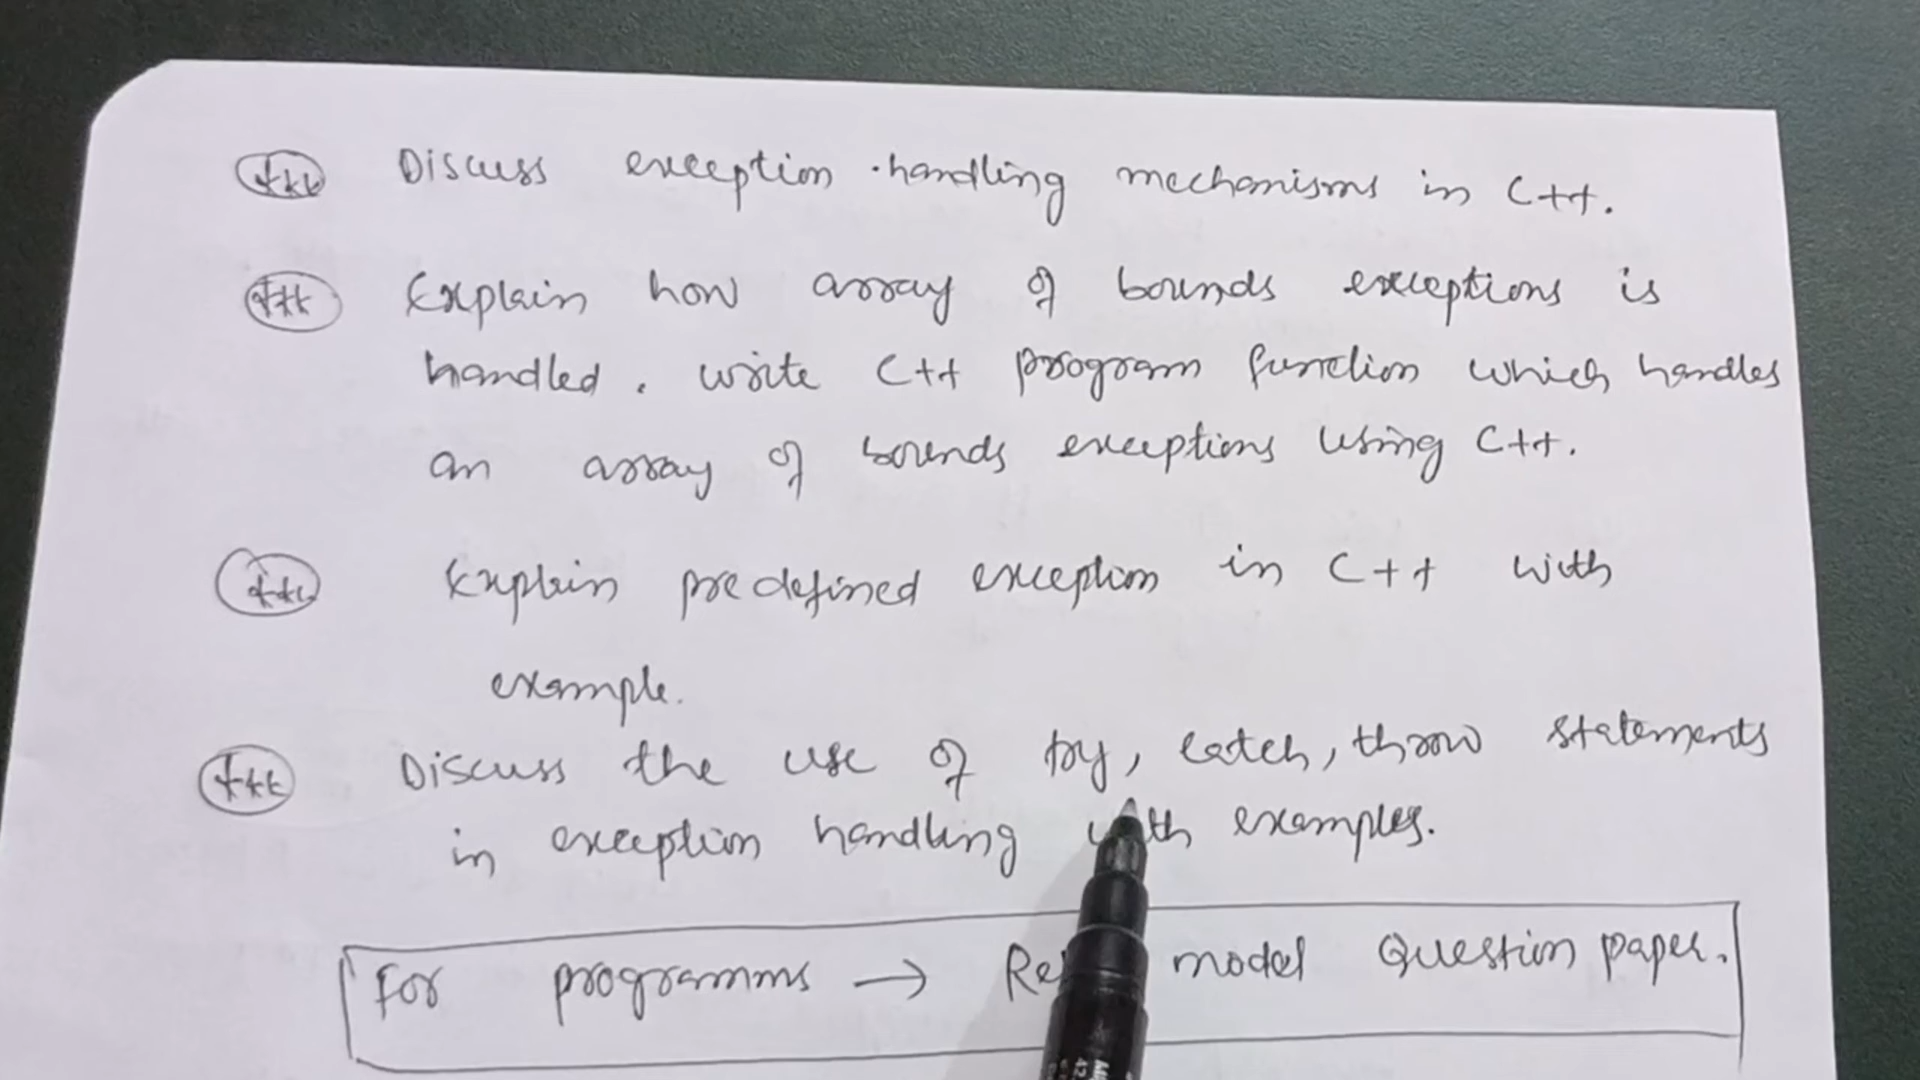 *** Discuss exception handling mechanisms in C++.
*** Explain how array of bounds exceptions is
handled. write C++ program function which handles
an array of bounds exceptions using C++.
*** Explain predefined exception in C++ with
example.
*** Discuss the use of try, catch, throw statements
in exception handling with examples.
For programms → model Question paper.